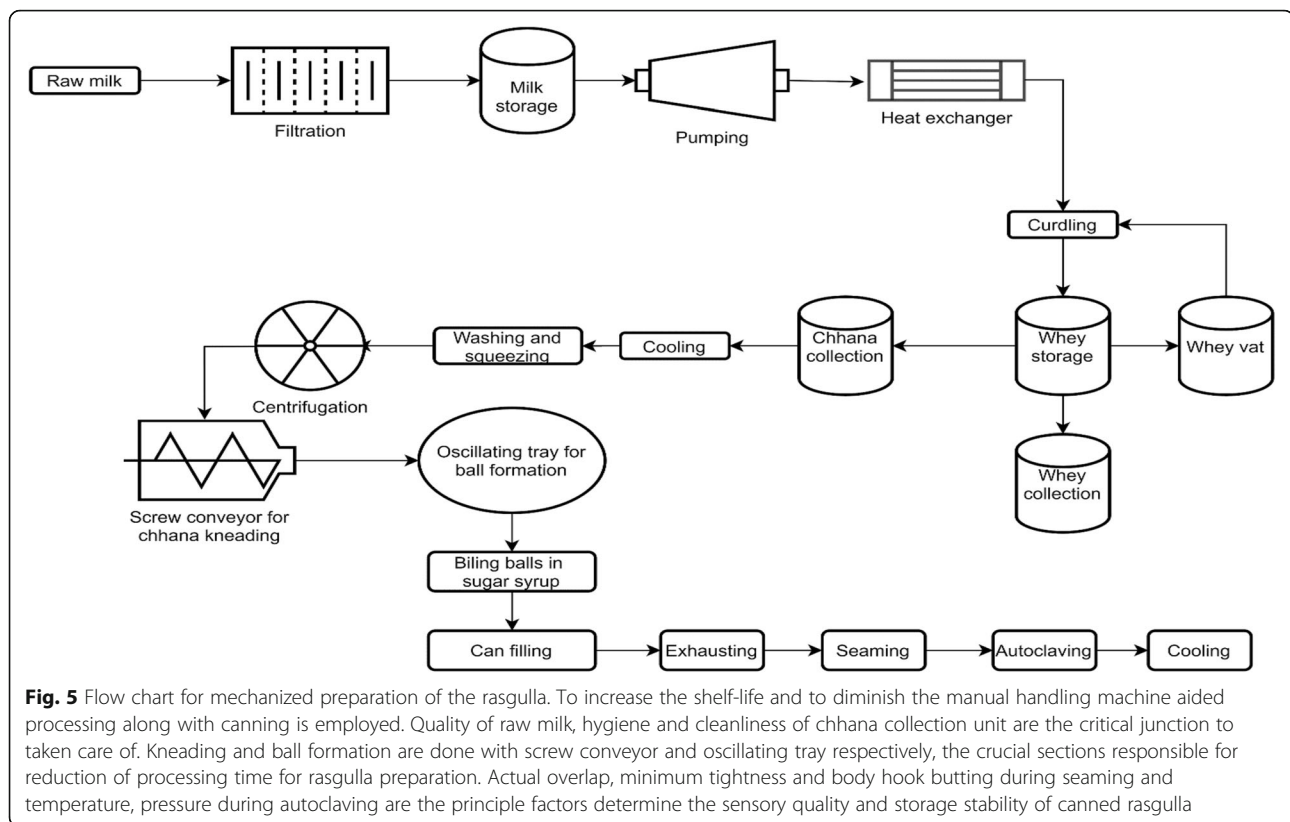 Raw milk
Filtration
Milk
storage
Pumping
Heat exchanger
Curdling
Whey
storage
Whey vat
Whey
collection
Chhana
collection
Cooling
Washing and
squeezing
Centrifugation
Screw conveyor for
chhana kneading
Oscillating tray for
ball formation
Biling balls in
sugar syrup
Can filling
Exhausting
Seaming
Autoclaving
Cooling
Fig. 5 Flow chart for mechanized preparation of the rasgulla. To increase the shelf-life and to diminish the manual handling machine aided
processing along with canning is employed. Quality of raw milk, hygiene and cleanliness of chhana collection unit are the critical junction to
taken care of. Kneading and ball formation are done with screw conveyor and oscillating tray respectively, the crucial sections responsible for
reduction of processing time for rasgulla preparation. Actual overlap, minimum tightness and body hook butting during seaming and
temperature, pressure during autoclaving are the principle factors determine the sensory quality and storage stability of canned rasgulla